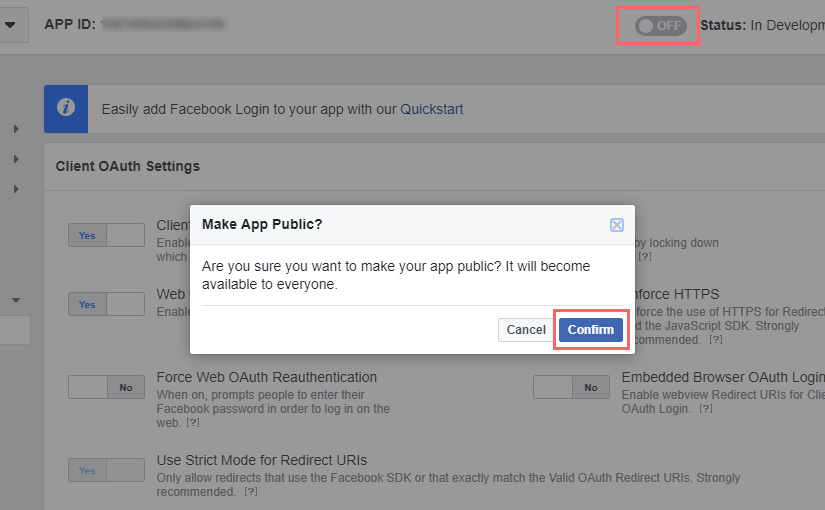 APP ID:
OFF
Status: In Developm
Easily add Facebook Login to your app with our Quickstart
Client OAuth Settings
Make App Public?
Are you sure you want to make your app public? It will become
available to everyone.
Cancel
Confirm
Yes
Client
Enable
by locking down
which
[?]
Yes
Web
Enable
nforce HTTPS
force the use of HTTPS for Redirect
d the JavaScript SDK. Strongly
commended. [?]
No
Force Web OAuth Reauthentication
When on, prompts people to enter their
Facebook password in order to log in on the
web. [?]
No
Embedded Browser OAuth Login
Enable webview Redirect URIs for Clie
OAuth Login. [?]
Yes
Use Strict Mode for Redirect URIs
Only allow redirects that use the Facebook SDK or that exactly match the Valid OAuth Redirect URIs. Strongly
recommended. [?]